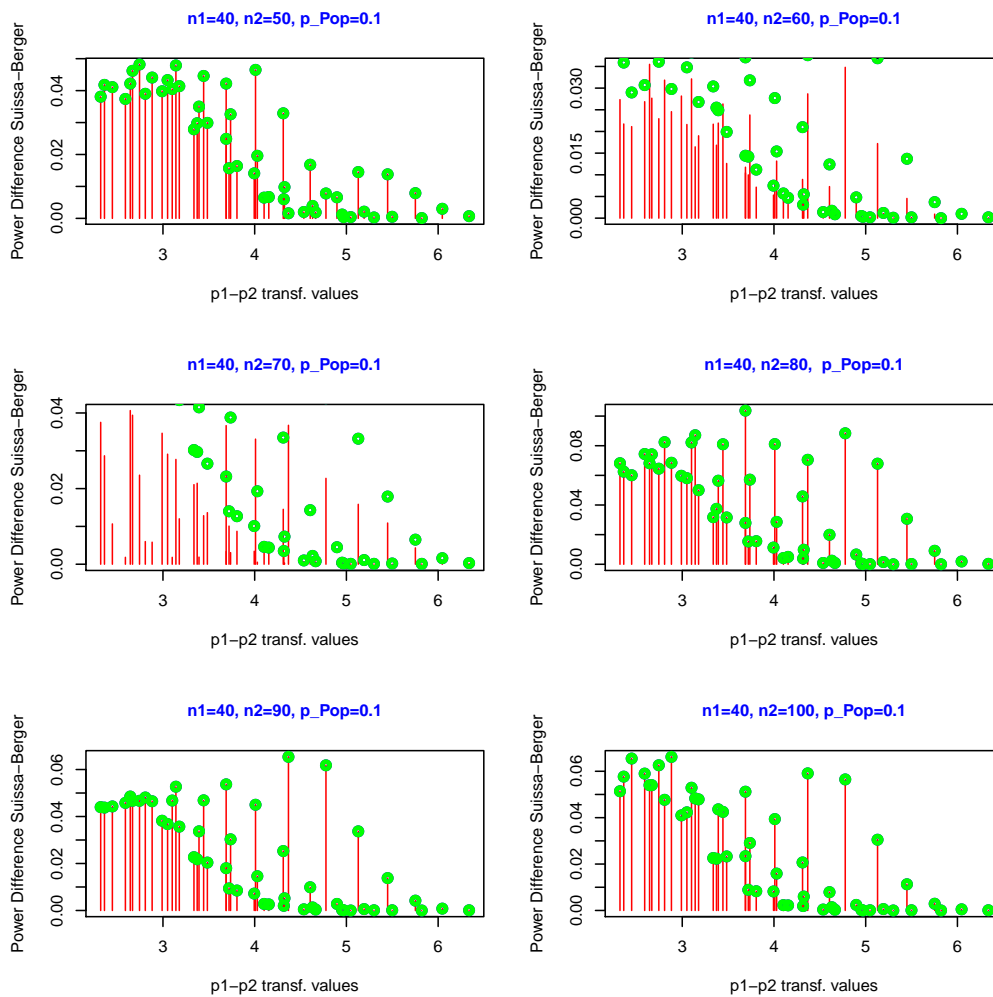 n1=40, n2=50, p_Pop=0.1
Power Difference Suissa−Berger
0.00
0.02
0.04
3
4
5
6
p1−p2 transf. values
n1=40, n2=60, p_Pop=0.1
Power Difference Suissa−Berger
0.000
0.015
0.030
3
4
5
6
p1−p2 transf. values
n1=40, n2=70, p_Pop=0.1
Power Difference Suissa−Berger
0.00
0.02
0.04
3
4
5
6
p1−p2 transf. values
n1=40, n2=80,  p_Pop=0.1
Power Difference Suissa−Berger
0.00
0.04
0.08
3
4
5
6
p1−p2 transf. values
n1=40, n2=90, p_Pop=0.1
Power Difference Suissa−Berger
0.00
0.02
0.04
0.06
3
4
5
6
p1−p2 transf. values
n1=40, n2=100, p_Pop=0.1
Power Difference Suissa−Berger
0.00
0.02
0.04
0.06
3
4
5
6
p1−p2 transf. values